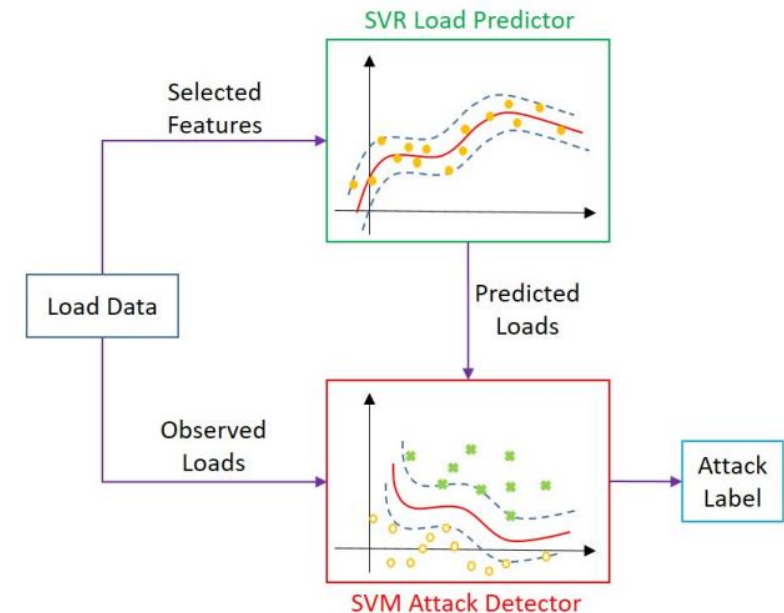 SVR Load Predictor
Selected
Features
Load Data
Predicted
Loads
Observed
Loads
Attack
Label
SVM Attack Detector